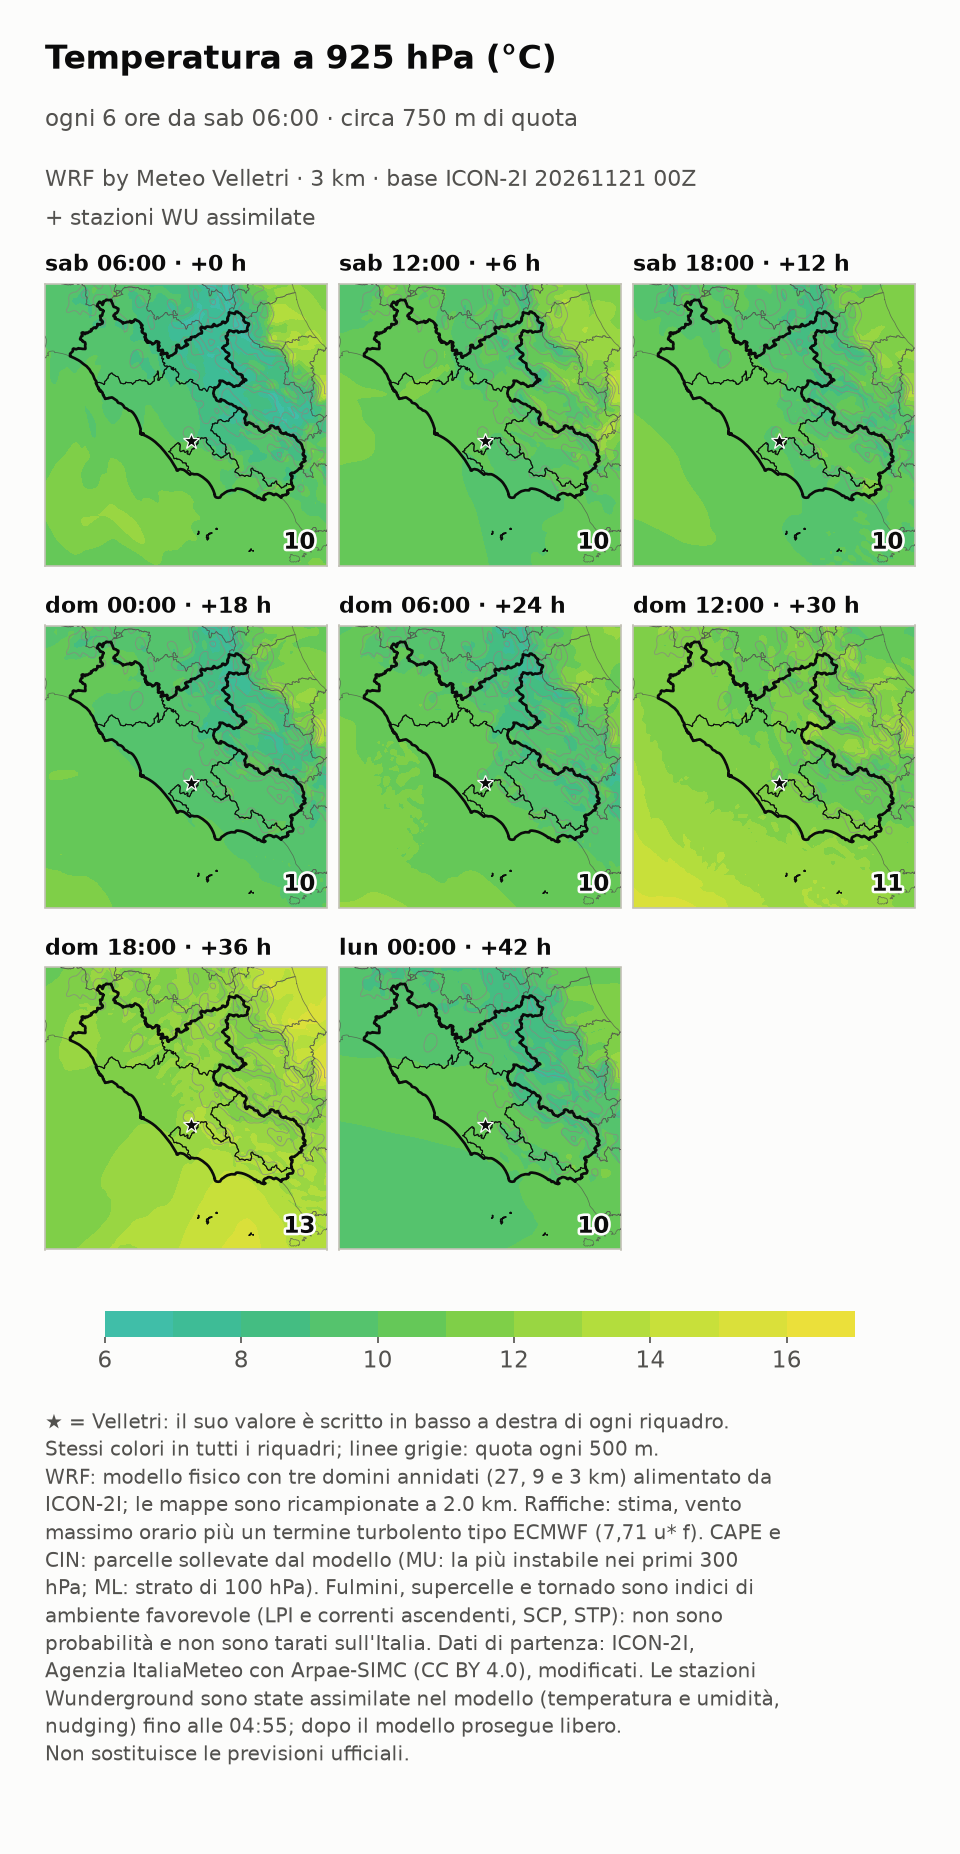 Temperatura a 925 hPa (°C)
ogni 6 ore da sab 06:00 · circa 750 m di quota
WRF by Meteo Velletri · 3 km · base ICON-2I 20261121 00Z
+ stazioni WU assimilate
sab 06:00 · +0 h
sab 12:00 · +6 h
sab 18:00 · +12 h
10
10
10
dom 00:00 · +18 h
dom 06:00 · +24 h
dom 12:00 · +30 h
10
10
11
dom 18:00 · +36 h
lun 00:00 · +42 h
13
10
6 8 10 12 14 16
★ = Velletri: il suo valore è scritto in basso a destra di ogni riquadro.
Stessi colori in tutti i riquadri; linee grigie: quota ogni 500 m.
WRF: modello fisico con tre domini annidati (27, 9 e 3 km) alimentato da
ICON-2I; le mappe sono ricampionate a 2.0 km. Raffiche: stima, vento
massimo orario più un termine turbolento tipo ECMWF (7,71 u* f). CAPE e
CIN: parcelle sollevate dal modello (MU: la più instabile nei primi 300
hPa; ML: strato di 100 hPa). Fulmini, supercelle e tornado sono indici di
ambiente favorevole (LPI e correnti ascendenti, SCP, STP): non sono
probabilità e non sono tarati sull'Italia. Dati di partenza: ICON-2I,
Agenzia ItaliaMeteo con Arpae-SIMC (CC BY 4.0), modificati. Le stazioni
Wunderground sono state assimilate nel modello (temperatura e umidità,
nudging) fino alle 04:55; dopo il modello prosegue libero.
Non sostituisce le previsioni ufficiali.